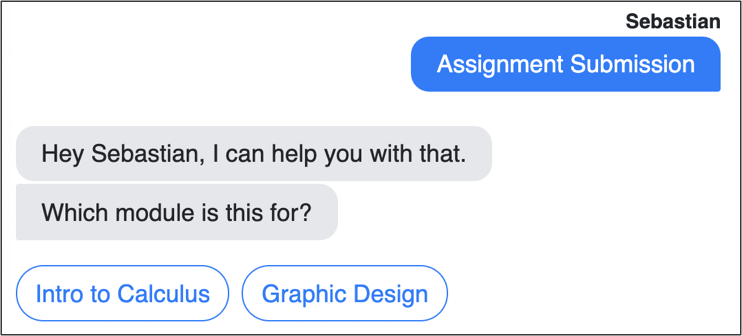 Sebastian
Assignment Submission
Hey Sebastian, I can help you with that.
Which module is this for?
Intro to Calculus
Graphic Design